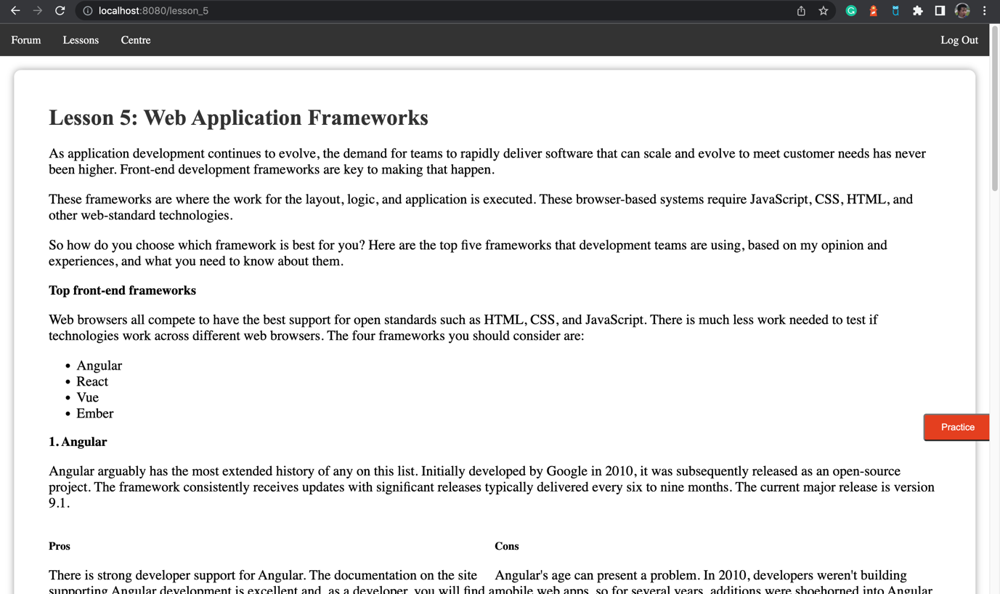 localhost:8080/lesson_5
Forum Lessons Centre Log Out
Lesson 5: Web Application Frameworks
As application development continues to evolve, the demand for teams to rapidly deliver software that can scale and evolve to meet customer needs has never
been higher. Front-end development frameworks are key to making that happen.
These frameworks are where the work for the layout, logic, and application is executed. These browser-based systems require JavaScript, CSS, HTML, and
other web-standard technologies.
So how do you choose which framework is best for you? Here are the top five frameworks that development teams are using, based on my opinion and
experiences, and what you need to know about them.
Top front-end frameworks
Web browsers all compete to have the best support for open standards such as HTML, CSS, and JavaScript. There is much less work needed to test if
technologies work across different web browsers. The four frameworks you should consider are:
• Angular
• React
• Vue
• Ember
Practice
1. Angular
Angular arguably has the most extended history of any on this list. Initially developed by Google in 2010, it was subsequently released as an open-source
project. The framework consistently receives updates with significant releases typically delivered every six to nine months. The current major release is version
9.1.
Pros
There is strong developer support for Angular. The documentation on the site
supporting Angular development is excellent and, as a developer, you will find a
Cons
Angular's age can present a problem. In 2010, developers weren't building
mobile web apps, so for several years, additions were shoehorned into Angular